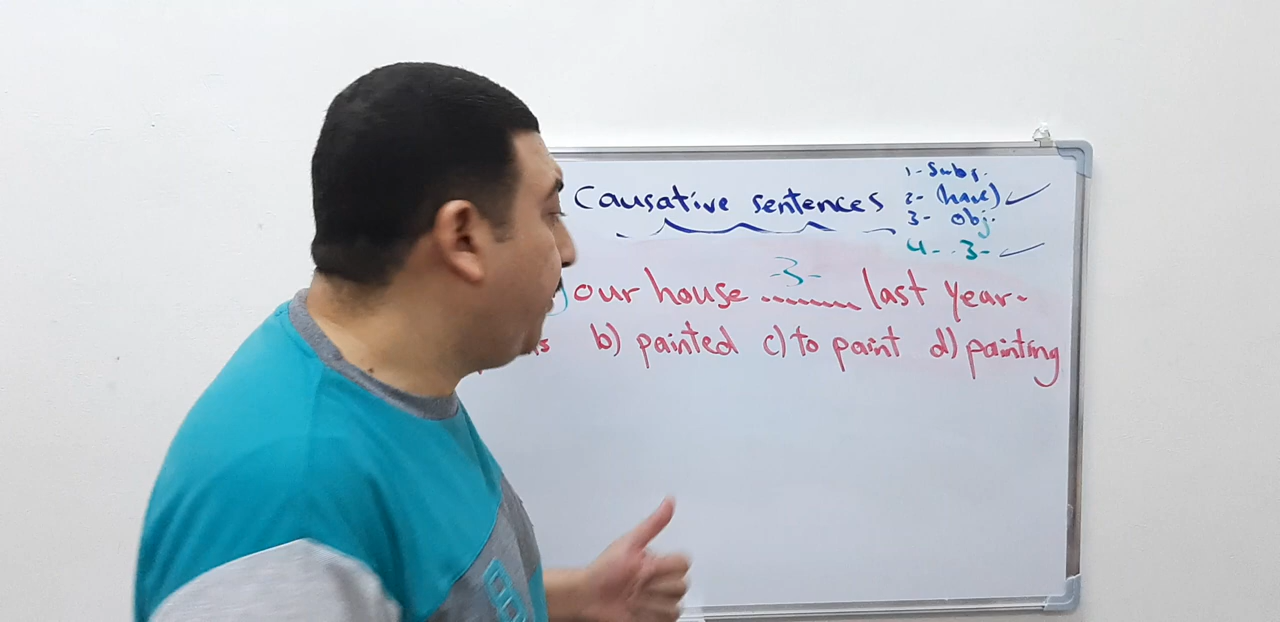 Causative sentences
1- Subj.
2- (have) ✓
3- obj.
4- -3- ✓
-3-
our house ........ last year.
b) painted c) to paint d) painting